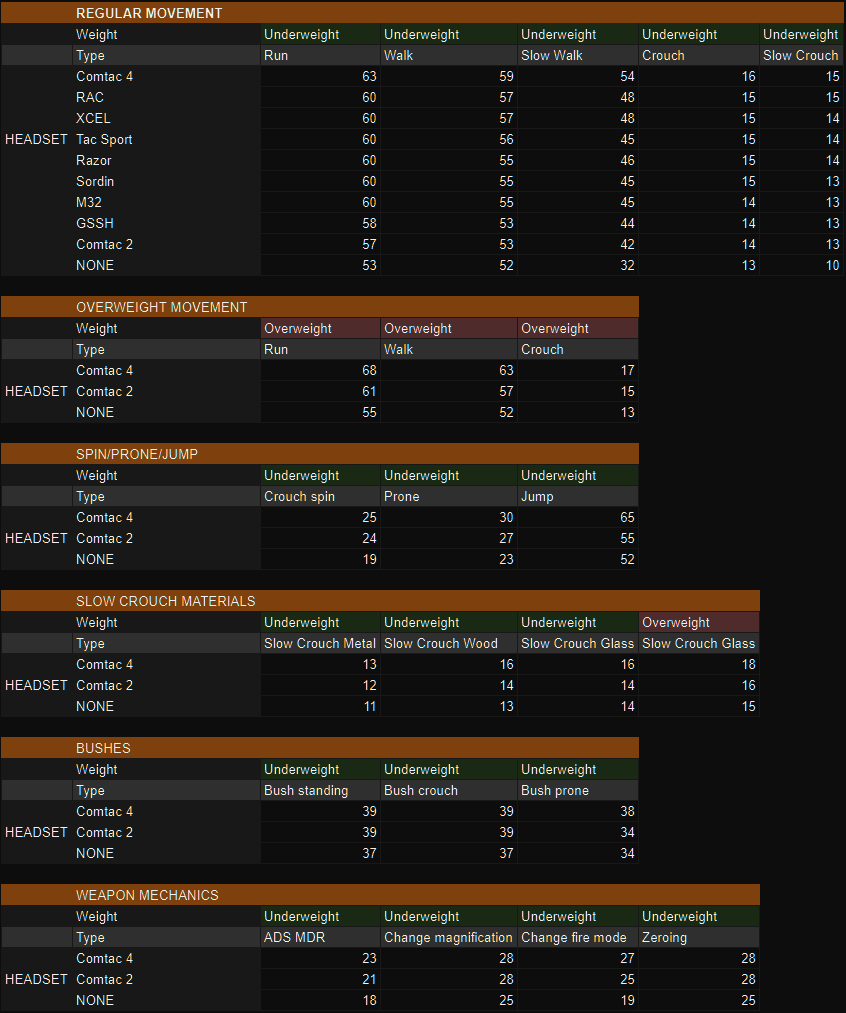 REGULAR MOVEMENT
Weight Underweight Underweight Underweight Underweight Underweight
Type Run Walk Slow Walk Crouch Slow Crouch
Comtac 4 63 59 54 16 15
RAC 60 57 48 15 15
XCEL 60 57 48 15 14
HEADSET Tac Sport 60 56 45 15 14
Razor 60 55 46 15 14
Sordin 60 55 45 15 13
M32 60 55 45 14 13
GSSH 58 53 44 14 13
Comtac 2 57 53 42 14 13
NONE 53 52 32 13 10
OVERWEIGHT MOVEMENT
Weight Overweight Overweight Overweight
Type Run Walk Crouch
Comtac 4 68 63 17
HEADSET Comtac 2 61 57 15
NONE 55 52 13
SPIN/PRONE/JUMP
Weight Underweight Underweight Underweight
Type Crouch spin Prone Jump
Comtac 4 25 30 65
HEADSET Comtac 2 24 27 55
NONE 19 23 52
SLOW CROUCH MATERIALS
Weight Underweight Underweight Underweight Overweight
Type Slow Crouch Metal Slow Crouch Wood Slow Crouch Glass Slow Crouch Glass
Comtac 4 13 16 16 18
HEADSET Comtac 2 12 14 14 16
NONE 11 13 14 15
BUSHES
Weight Underweight Underweight Underweight
Type Bush standing Bush crouch Bush prone
Comtac 4 39 39 38
HEADSET Comtac 2 39 39 34
NONE 37 37 34
WEAPON MECHANICS
Weight Underweight Underweight Underweight Underweight
Type ADS MDR Change magnification Change fire mode Zeroing
Comtac 4 23 28 27 28
HEADSET Comtac 2 21 28 25 28
NONE 18 25 19 25